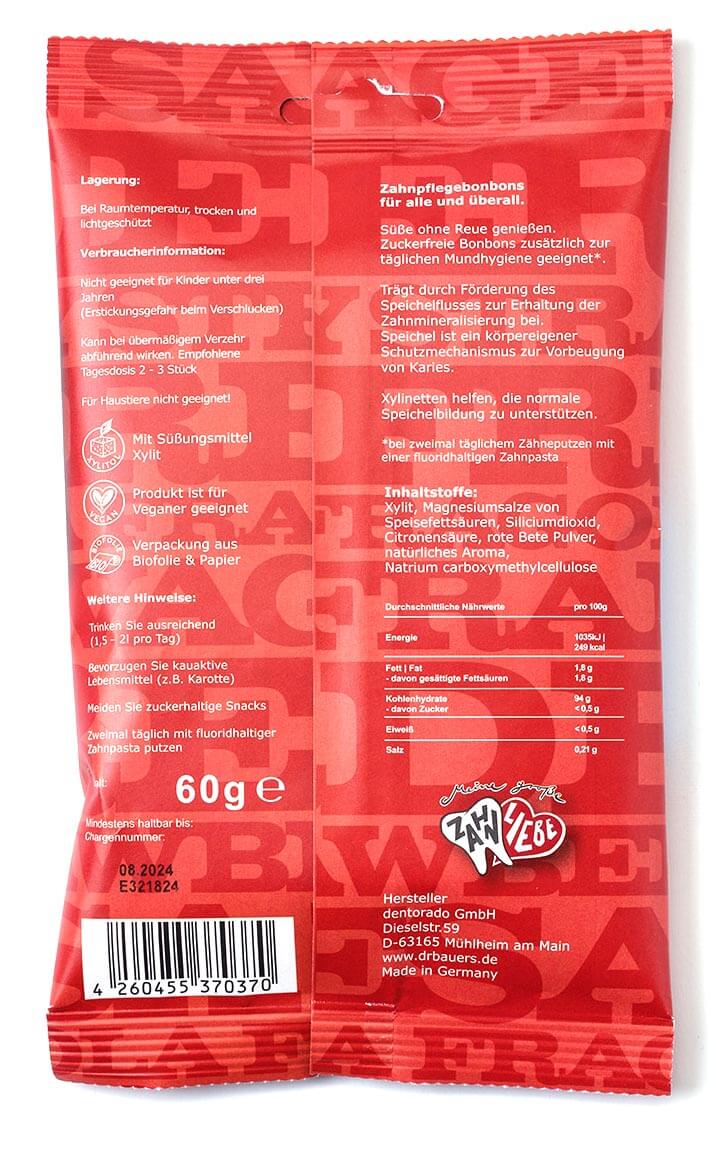 Lagerung:
Bei Raumtemperatur, trocken und
lichtgeschützt
Verbraucherinformation:
Nicht geeignet für Kinder unter drei
Jahren
(Erstickungsgefahr beim Verschlucken)
Kann bei übermäßigem Verzehr
abführend wirken. Empfohlene
Tagesdosis 2 - 3 Stück
Für Haustiere nicht geeignet!
XYLITOL
Mit Süßungsmittel
Xylit
VEGAN
Produkt ist für
Veganer geeignet
BIOFOLIE
BIO
Verpackung aus
Biofolie & Papier
Weitere Hinweise:
Trinken Sie ausreichend
(1,5 - 2l pro Tag)
Bevorzugen Sie kauaktive
Lebensmittel (z.B. Karotte)
Meiden Sie zuckerhaltige Snacks
Zweimal täglich mit fluoridhaltiger
Zahnpasta putzen
60g ℮
Mindestens haltbar bis:
Chargennummer:
08.2024
E321824
4 260455 370370
Zahnpflegebonbons
für alle und überall.
Süße ohne Reue genießen.
Zuckerfreie Bonbons zusätzlich zur
täglichen Mundhygiene geeignet*.
Trägt durch Förderung des
Speichelflusses zur Erhaltung der
Zahnmineralisierung bei.
Speichel ist ein körpereigener
Schutzmechanismus zur Vorbeugung
von Karies.
Xylinetten helfen, die normale
Speichelbildung zu unterstützen.
*bei zweimal täglichem Zähneputzen mit
einer fluoridhaltigen Zahnpasta
Inhaltstoffe:
Xylit, Magnesiumsalze von
Speisefettsäuren, Siliciumdioxid,
Citronensäure, rote Bete Pulver,
natürliches Aroma,
Natrium carboxymethylcellulose
Durchschnittliche Nährwerte pro 100g
Energie 1035kJ |
249 kcal
Fett | Fat 1,8 g
- davon gesättigte Fettsäuren 1,8 g
Kohlenhydrate 94 g
- davon Zucker <0,5 g
Eiweiß <0,5 g
Salz 0,21 g
Meine große
ZAHN LIEBE
Hersteller
dentorado GmbH
Dieselstr.59
D-63165 Mühlheim am Main
www.drbauers.de
Made in Germany